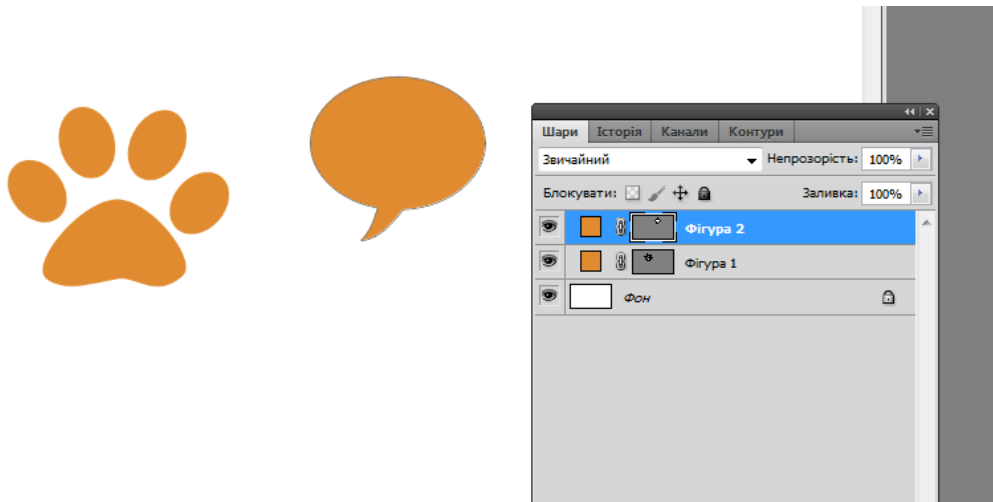 Шари Історія Канали Контури
Звичайний Непрозорість: 100%
Блокувати: Заливка: 100%
Фігура 2
Фігура 1
Фон